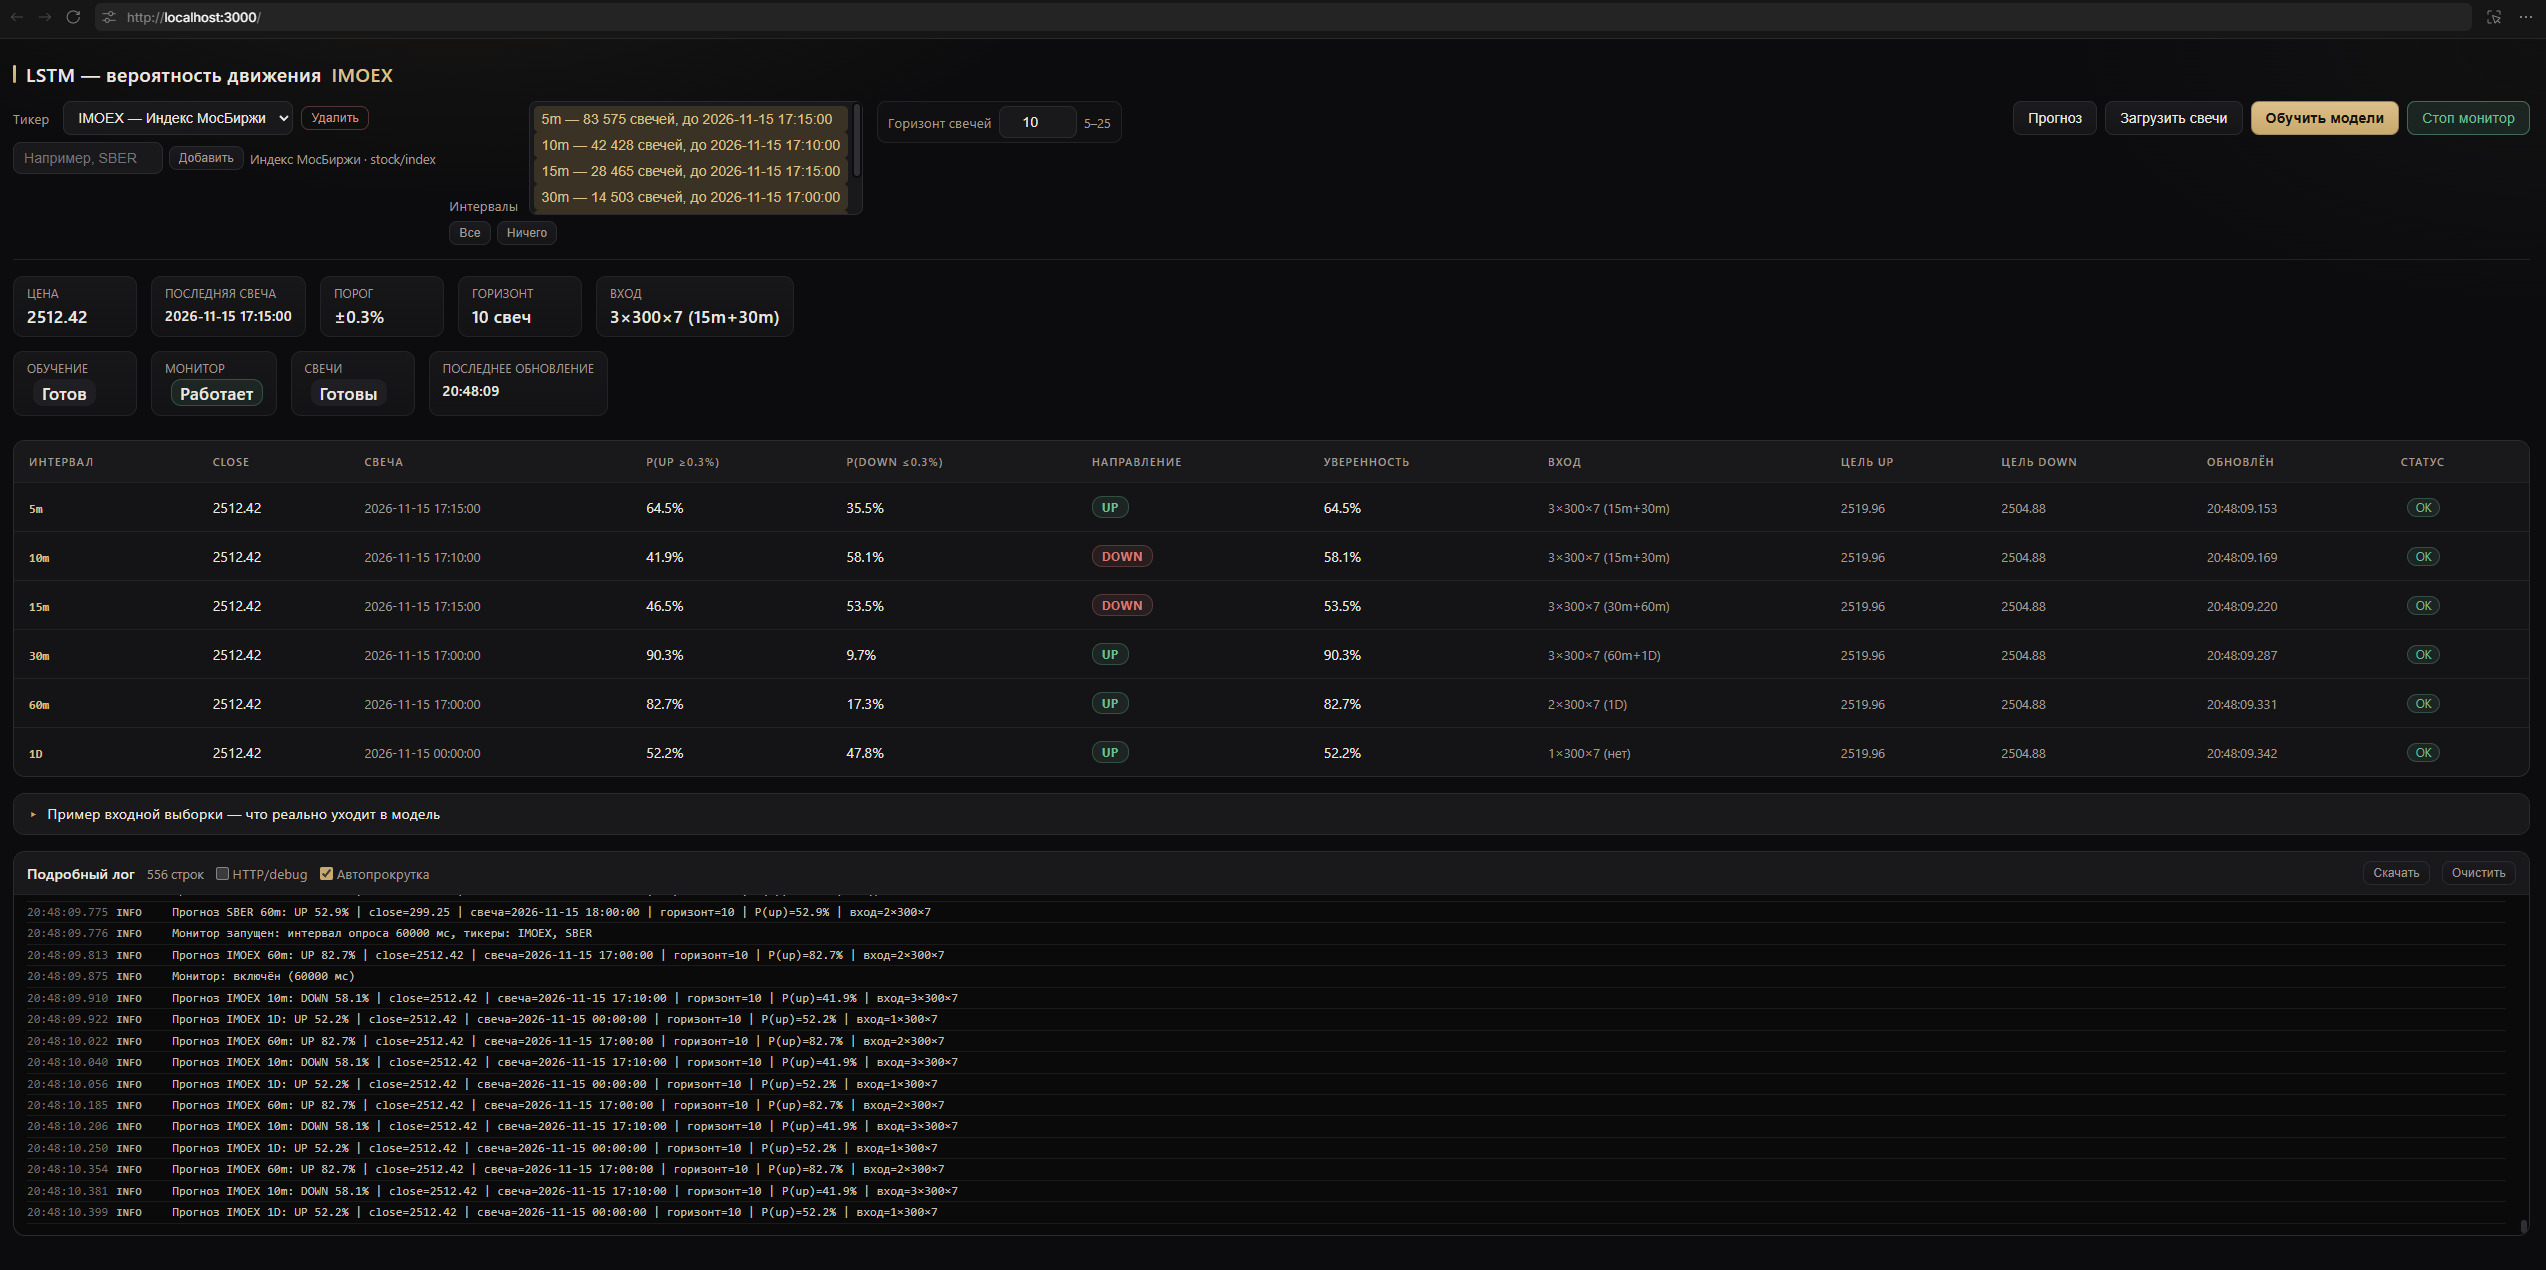 http://localhost:3000/
LSTM — вероятность движения IMOEX
Тикер IMOEX — Индекс МосБиржи Удалить
Например, SBER Добавить Индекс МосБиржи · stock/index
Интервалы
5m — 83 575 свечей, до 2026-11-15 17:15:00
10m — 42 428 свечей, до 2026-11-15 17:10:00
15m — 28 465 свечей, до 2026-11-15 17:15:00
30m — 14 503 свечей, до 2026-11-15 17:00:00
Все Ничего
Горизонт свечей 10 5–25
Прогноз Загрузить свечи Обучить модели Стоп монитор
ЦЕНА
2512.42
ПОСЛЕДНЯЯ СВЕЧА
2026-11-15 17:15:00
ПОРОГ
±0.3%
ГОРИЗОНТ
10 свеч
ВХОД
3×300×7 (15m+30m)
ОБУЧЕНИЕ
Готов
МОНИТОР
Работает
СВЕЧИ
Готовы
ПОСЛЕДНЕЕ ОБНОВЛЕНИЕ
20:48:09
ИНТЕРВАЛ CLOSE СВЕЧА P(UP ≥0.3%) P(DOWN ≤0.3%) НАПРАВЛЕНИЕ УВЕРЕННОСТЬ ВХОД ЦЕЛЬ UP ЦЕЛЬ DOWN ОБНОВЛЁН СТАТУС
5m 2512.42 2026-11-15 17:15:00 64.5% 35.5% UP 64.5% 3×300×7 (15m+30m) 2519.96 2504.88 20:48:09.153 OK
10m 2512.42 2026-11-15 17:10:00 41.9% 58.1% DOWN 58.1% 3×300×7 (15m+30m) 2519.96 2504.88 20:48:09.169 OK
15m 2512.42 2026-11-15 17:15:00 46.5% 53.5% DOWN 53.5% 3×300×7 (30m+60m) 2519.96 2504.88 20:48:09.220 OK
30m 2512.42 2026-11-15 17:00:00 90.3% 9.7% UP 90.3% 3×300×7 (60m+1D) 2519.96 2504.88 20:48:09.287 OK
60m 2512.42 2026-11-15 17:00:00 82.7% 17.3% UP 82.7% 2×300×7 (1D) 2519.96 2504.88 20:48:09.331 OK
1D 2512.42 2026-11-15 00:00:00 52.2% 47.8% UP 52.2% 1×300×7 (нет) 2519.96 2504.88 20:48:09.342 OK
Пример входной выборки — что реально уходит в модель
Подробный лог 556 строк HTTP/debug Автопрокрутка Скачать Очистить
20:48:09.775 INFO Прогноз SBER 60m: UP 52.9% | close=299.25 | свеча=2026-11-15 18:00:00 | горизонт=10 | P(up)=52.9% | вход=2×300×7
20:48:09.776 INFO Монитор запущен: интервал опроса 60000 мс, тикеры: IMOEX, SBER
20:48:09.813 INFO Прогноз IMOEX 60m: UP 82.7% | close=2512.42 | свеча=2026-11-15 17:00:00 | горизонт=10 | P(up)=82.7% | вход=2×300×7
20:48:09.875 INFO Монитор: включён (60000 мс)
20:48:09.910 INFO Прогноз IMOEX 10m: DOWN 58.1% | close=2512.42 | свеча=2026-11-15 17:10:00 | горизонт=10 | P(up)=41.9% | вход=3×300×7
20:48:09.922 INFO Прогноз IMOEX 1D: UP 52.2% | close=2512.42 | свеча=2026-11-15 00:00:00 | горизонт=10 | P(up)=52.2% | вход=1×300×7
20:48:10.022 INFO Прогноз IMOEX 60m: UP 82.7% | close=2512.42 | свеча=2026-11-15 17:00:00 | горизонт=10 | P(up)=82.7% | вход=2×300×7
20:48:10.040 INFO Прогноз IMOEX 10m: DOWN 58.1% | close=2512.42 | свеча=2026-11-15 17:10:00 | горизонт=10 | P(up)=41.9% | вход=3×300×7
20:48:10.056 INFO Прогноз IMOEX 1D: UP 52.2% | close=2512.42 | свеча=2026-11-15 00:00:00 | горизонт=10 | P(up)=52.2% | вход=1×300×7
20:48:10.185 INFO Прогноз IMOEX 60m: UP 82.7% | close=2512.42 | свеча=2026-11-15 17:00:00 | горизонт=10 | P(up)=82.7% | вход=2×300×7
20:48:10.206 INFO Прогноз IMOEX 10m: DOWN 58.1% | close=2512.42 | свеча=2026-11-15 17:10:00 | горизонт=10 | P(up)=41.9% | вход=3×300×7
20:48:10.250 INFO Прогноз IMOEX 1D: UP 52.2% | close=2512.42 | свеча=2026-11-15 00:00:00 | горизонт=10 | P(up)=52.2% | вход=1×300×7
20:48:10.354 INFO Прогноз IMOEX 60m: UP 82.7% | close=2512.42 | свеча=2026-11-15 17:00:00 | горизонт=10 | P(up)=82.7% | вход=2×300×7
20:48:10.381 INFO Прогноз IMOEX 10m: DOWN 58.1% | close=2512.42 | свеча=2026-11-15 17:10:00 | горизонт=10 | P(up)=41.9% | вход=3×300×7
20:48:10.399 INFO Прогноз IMOEX 1D: UP 52.2% | close=2512.42 | свеча=2026-11-15 00:00:00 | горизонт=10 | P(up)=52.2% | вход=1×300×7